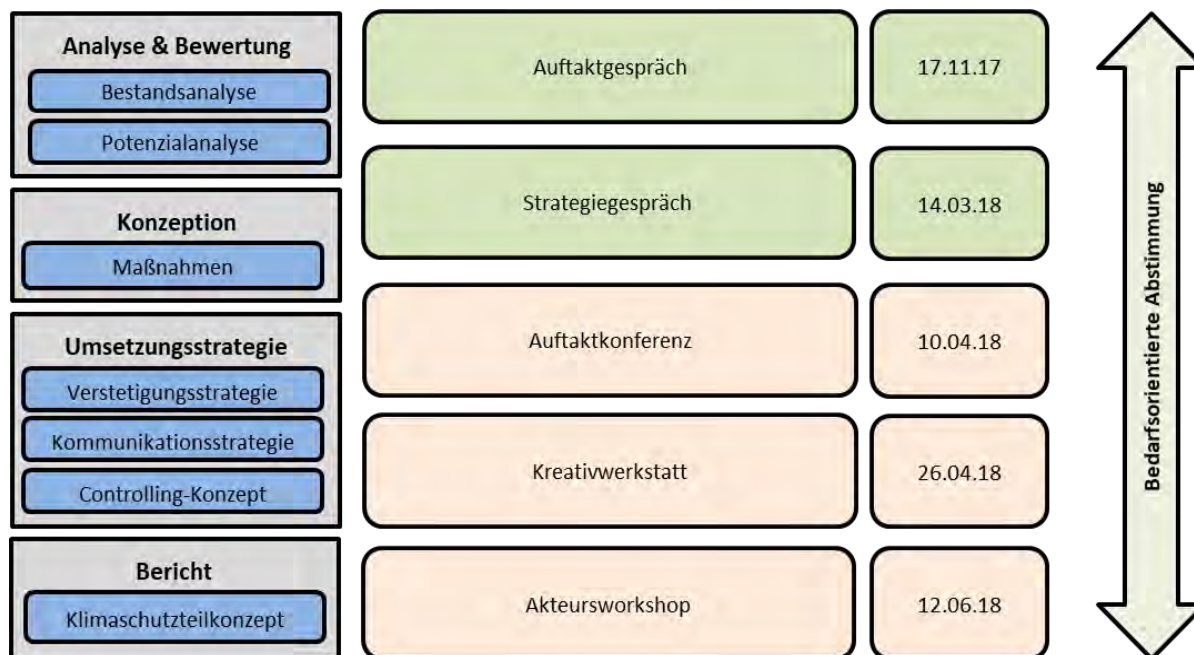 Analyse & Bewertung
Bestandsanalyse
Potenzialanalyse
Konzeption
Maßnahmen
Umsetzungsstrategie
Verstetigungsstrategie
Kommunikationsstrategie
Controlling-Konzept
Bericht
Klimaschutzteilkonzept
Auftaktgespräch
17.11.17
Strategiegespräch
14.03.18
Auftaktkonferenz
10.04.18
Kreativwerkstatt
26.04.18
Akteursworkshop
12.06.18
Bedarfsorientierte Abstimmung